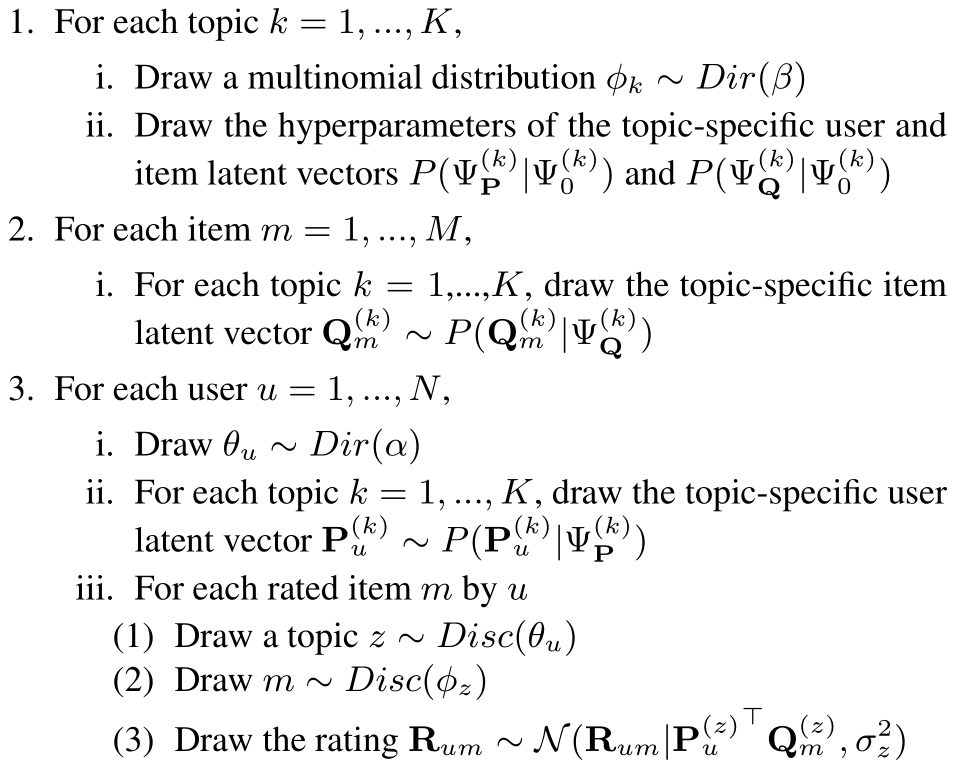 1. For each topic $k = 1, ..., K$,
i. Draw a multinomial distribution $\phi_k \sim Dir(\beta)$
ii. Draw the hyperparameters of the topic-specific user and
item latent vectors $P(\Psi_{\mathbf{P}}^{(k)}|\Psi_0^{(k)})$ and $P(\Psi_{\mathbf{Q}}^{(k)}|\Psi_0^{(k)})$
2. For each item $m = 1, ..., M$,
i. For each topic $k = 1,...,K$, draw the topic-specific item
latent vector $\mathbf{Q}_m^{(k)} \sim P(\mathbf{Q}_m^{(k)}|\Psi_{\mathbf{Q}}^{(k)})$
3. For each user $u = 1, ..., N$,
i. Draw $\theta_u \sim Dir(\alpha)$
ii. For each topic $k = 1, ..., K$, draw the topic-specific user
latent vector $\mathbf{P}_u^{(k)} \sim P(\mathbf{P}_u^{(k)}|\Psi_{\mathbf{P}}^{(k)})$
iii. For each rated item $m$ by $u$
(1) Draw a topic $z \sim Disc(\theta_u)$
(2) Draw $m \sim Disc(\phi_z)$
(3) Draw the rating $\mathbf{R}_{um} \sim \mathcal{N}(\mathbf{R}_{um}|{\mathbf{P}_u^{(z)}}^\top \mathbf{Q}_m^{(z)}, \sigma_z^2)$